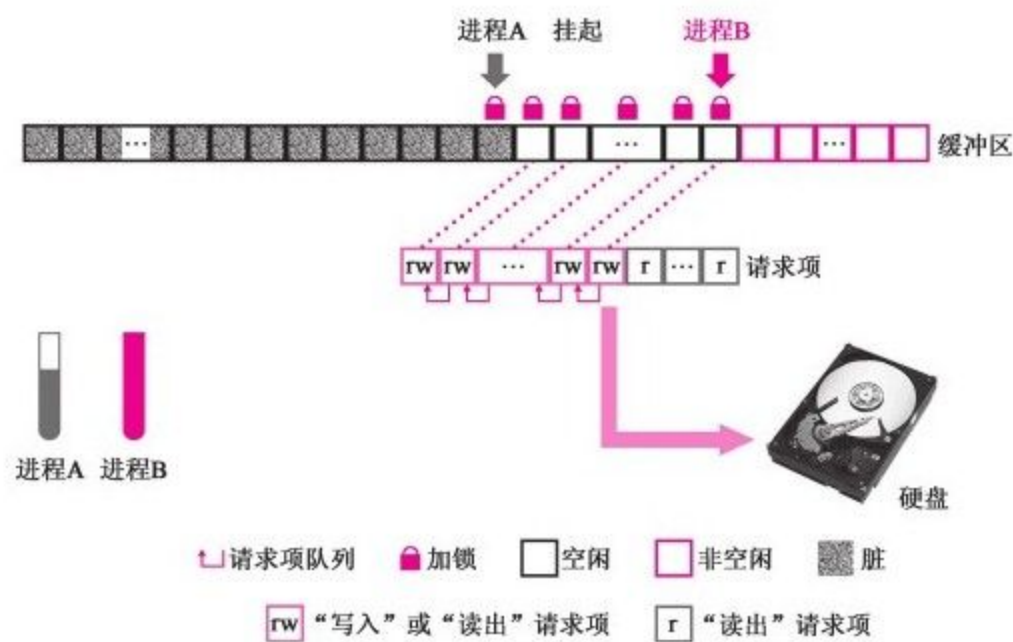 进程A 挂起 进程B
··· ··· ··· 缓冲区
rw rw ··· rw rw r ··· r 请求项
进程A 进程B
硬盘
请求项队列 加锁 空闲 非空闲 脏
rw “写入”或“读出”请求项 r “读出”请求项